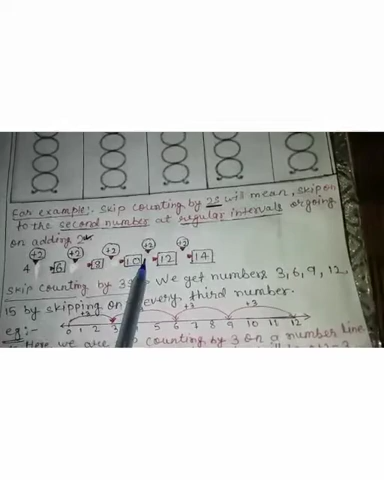 For example:- Skip counting by 2s will mean, skip on
to the second number at regular intervals or going
on adding 2.
+2 +2 +2 +2 +2
4 6 8 10 12 14
Skip counting by 3s We get numbers 3, 6, 9, 12,
15 by skipping on every third number.
eg:- +3 +3 +3
0 1 2 3 5 6 7 8 9 10 11 12
Here we are counting by 3 on a number line